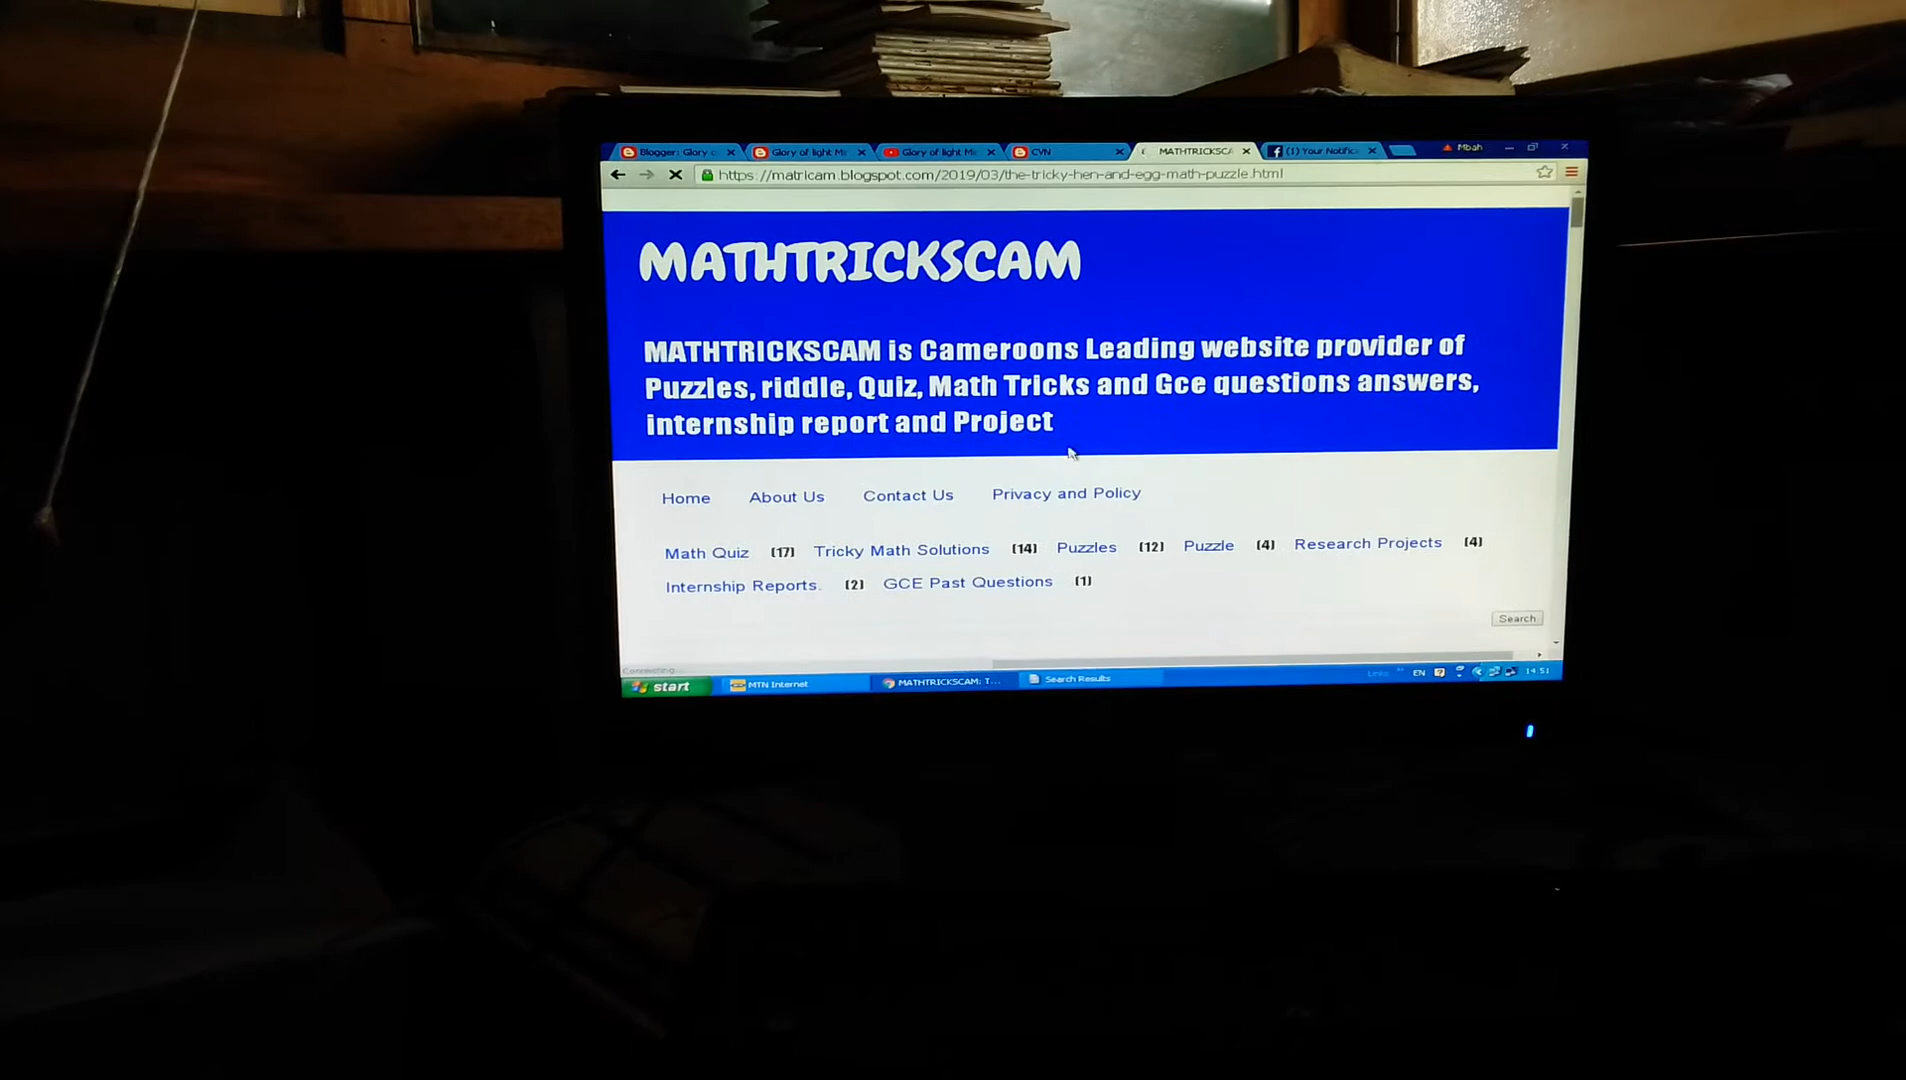 Blogger: Glory
Glory of light Mi
Glory of light Mi
CVN
MATHTRICKSCA
(1) Your Notific
Mbah
https://matricam.blogspot.com/2019/03/the-tricky-hen-and-egg-math-puzzle.html
MATHTRICKSCAM
MATHTRICKSCAM is Cameroons Leading website provider of
Puzzles, riddle, Quiz, Math Tricks and Gce questions answers,
internship report and Project
Home About Us Contact Us Privacy and Policy
Math Quiz (17) Tricky Math Solutions (14) Puzzles (12) Puzzle (4) Research Projects (4)
Internship Reports. (2) GCE Past Questions (1)
Search
Connecting...
start
MTN Internet
MATHTRICKSCAM: T...
Search Results
Links
EN
14:51